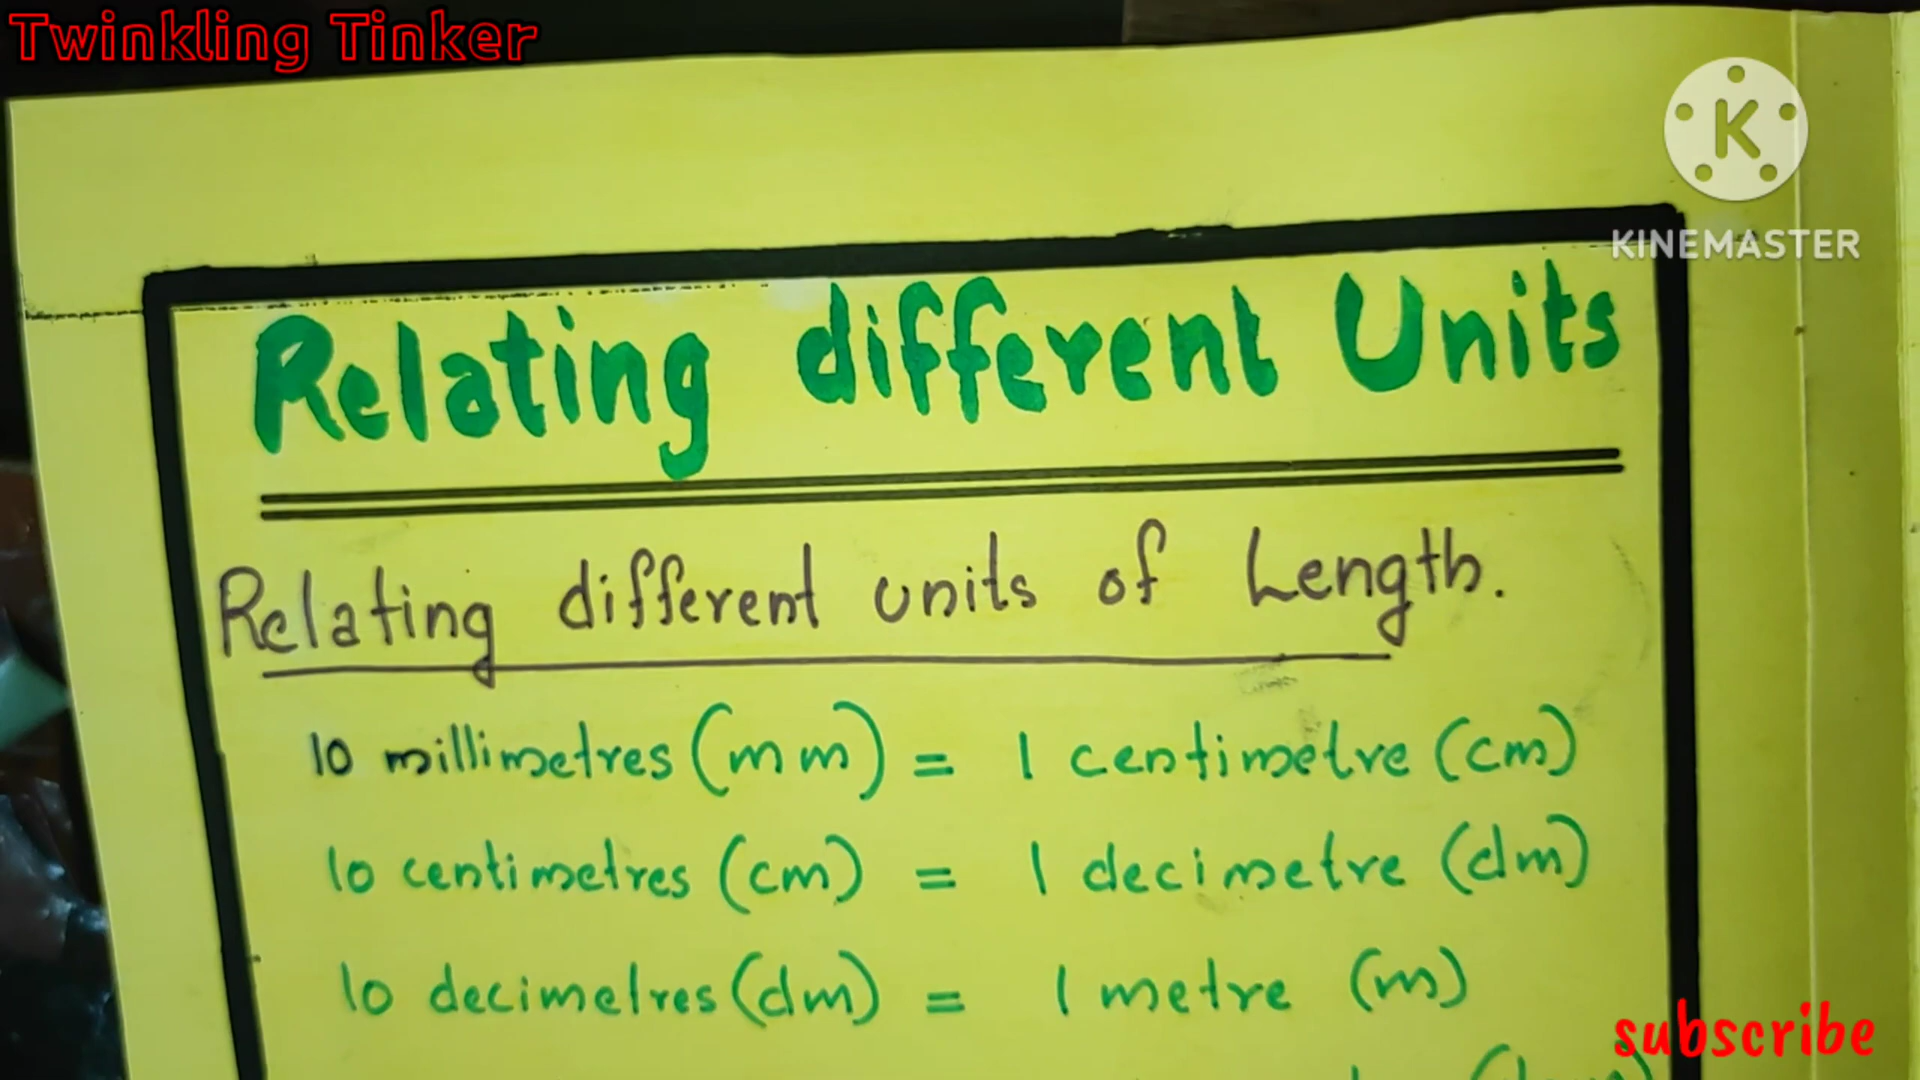 Twinkling Tinker
K
KINEMASTER
Relating different Units
Relating different units of Length.
10 millimetres (mm) = 1 centimetre (cm)
10 centimetres (cm) = 1 decimetre (dm)
10 decimetres (dm) = 1 metre (m)
subscribe